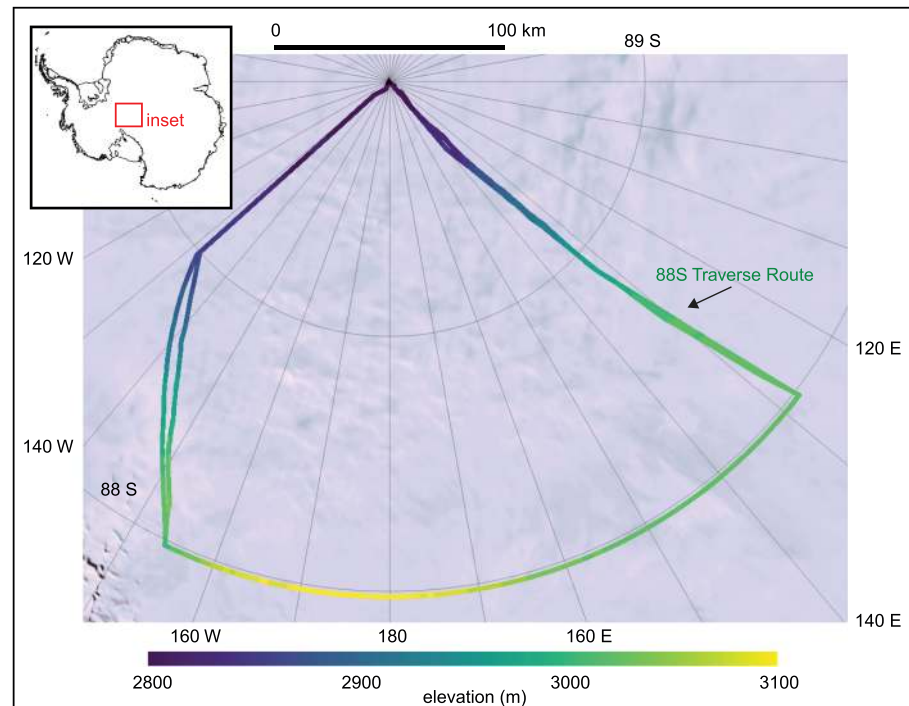 0 100 km
89 S
inset
120 W
88S Traverse Route
120 E
140 W
88 S
140 E
160 W 180 160 E
2800 2900 3000 3100
elevation (m)